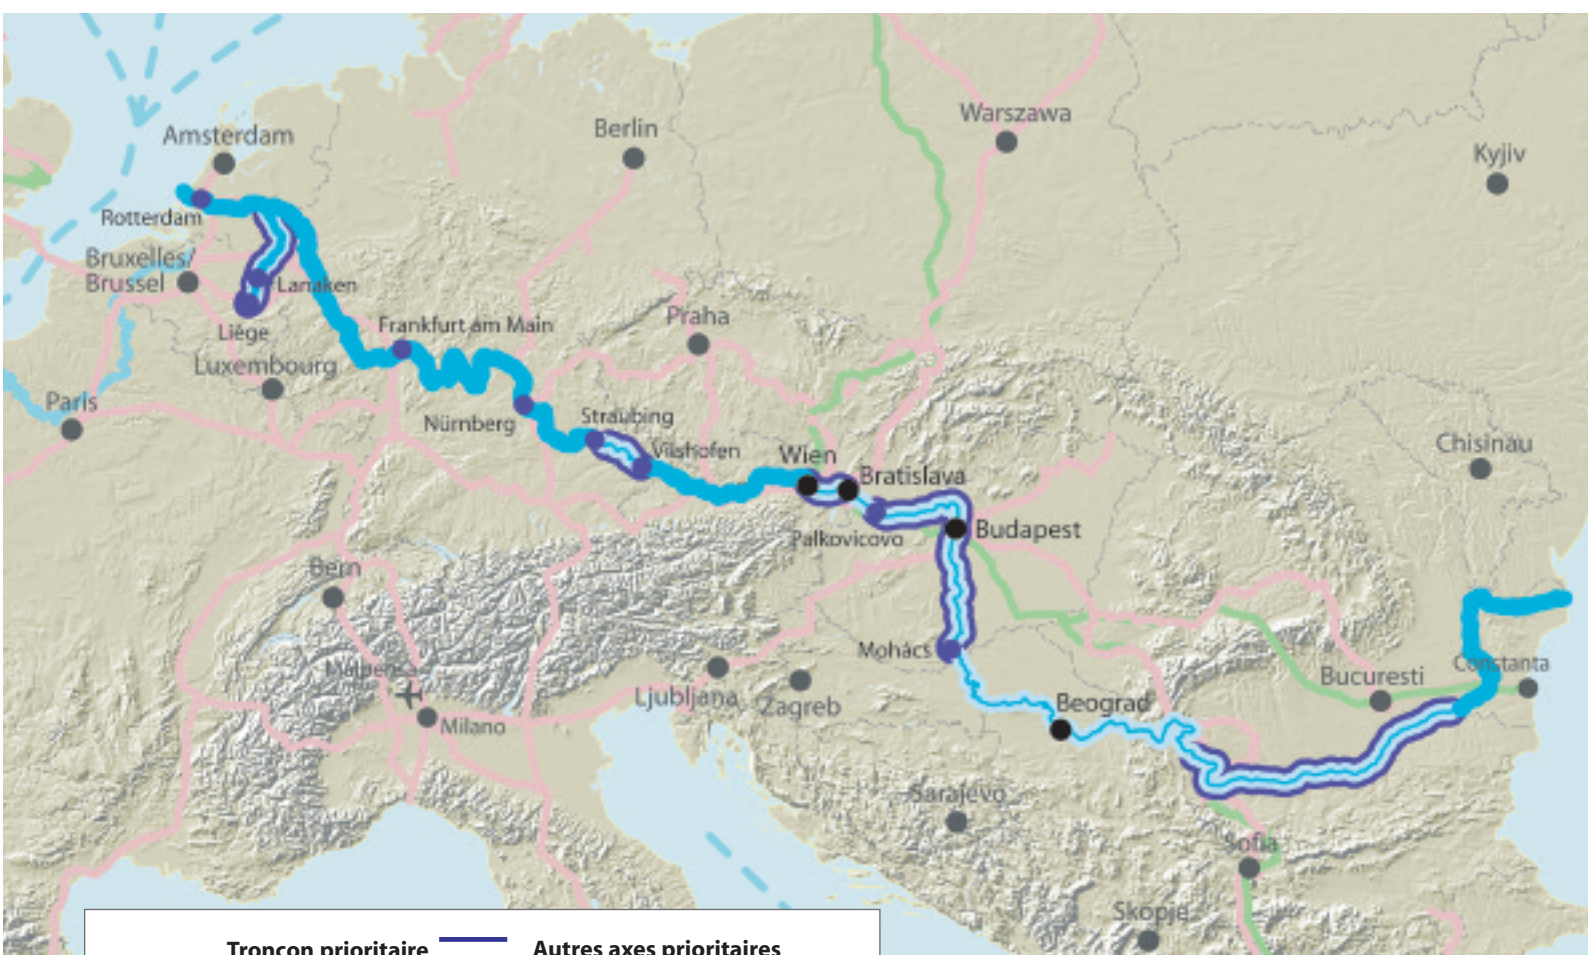 Amsterdam
Berlin
Warszawa
Kyjiv
Rotterdam
Bruxelles/
Brussel
Lanaken
Liège
Frankfurt am Main
Praha
Luxembourg
Paris
Nürnberg
Straubing
Vilshofen
Wien
Bratislava
Chisinau
Palkovicovo
Budapest
Bern
Mohács
Malpensa
Ljubljana
Zagreb
Beograd
Bucuresti
Constanta
Milano
Sarajevo
Sofia
Skopje
Tronçon prioritaire
Autres axes prioritaires